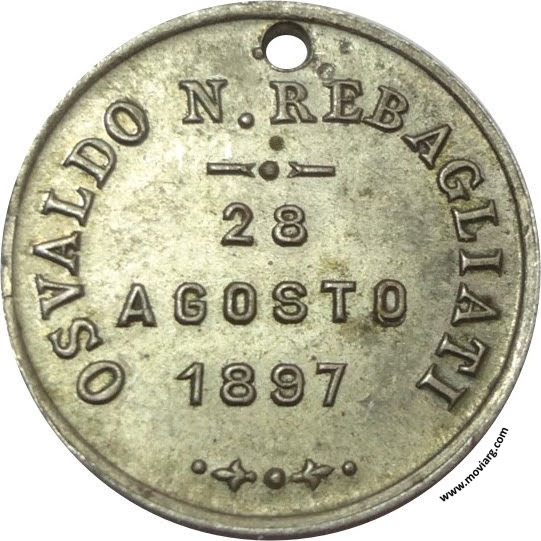 OSVALDO N. REBAGLIATI
28
AGOSTO
1897
www.moviarg.com